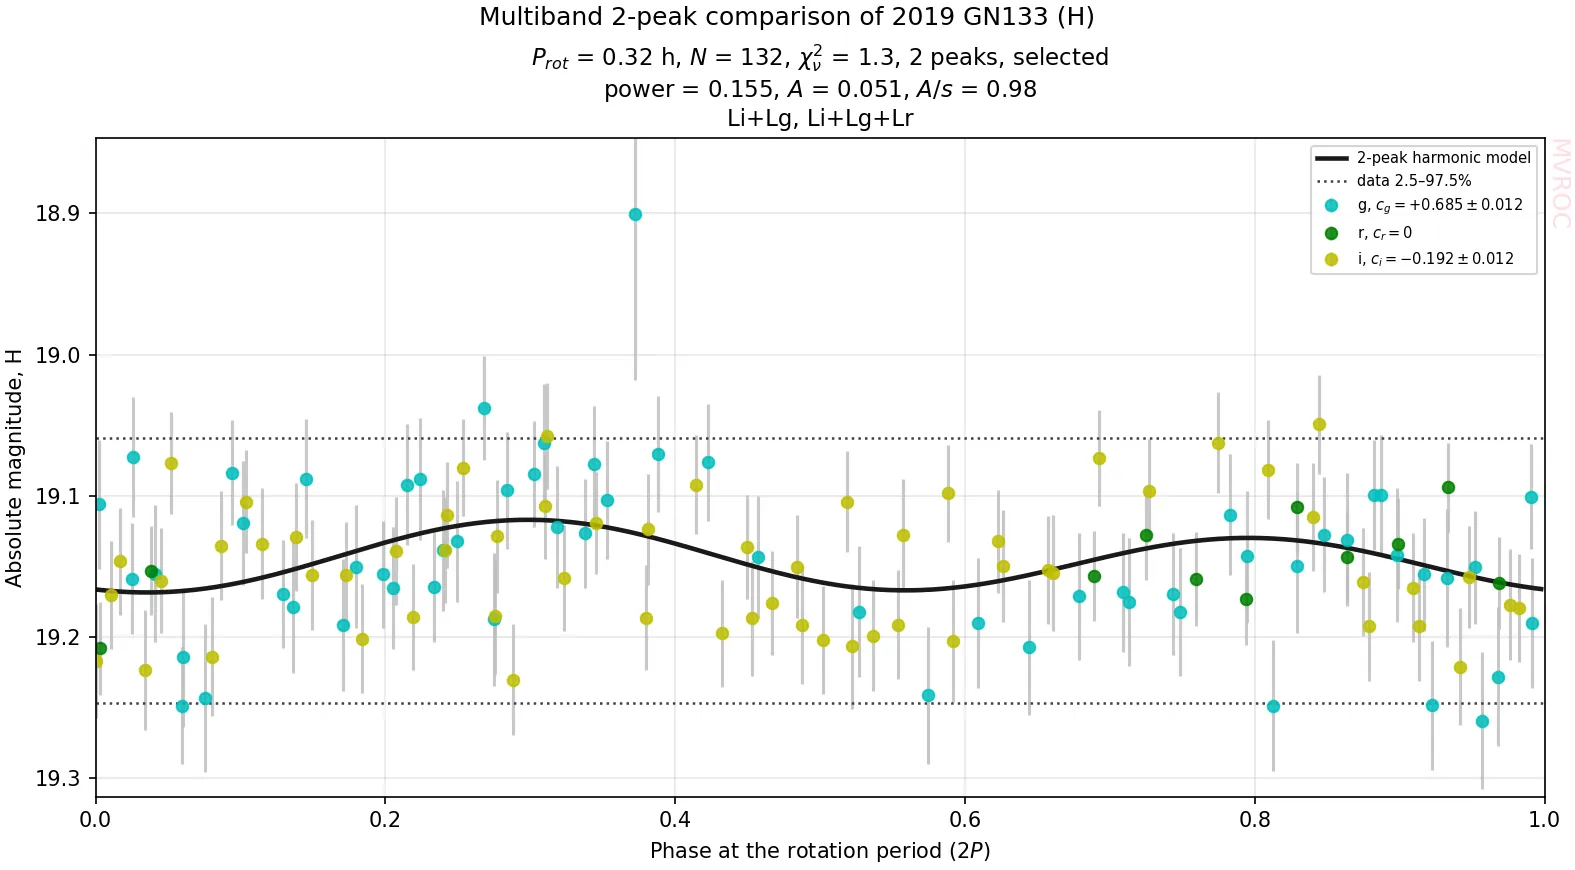 Multiband 2-peak comparison of 2019 GN133 (H)
P_rot = 0.32 h, N = 132, χ²_ν = 1.3, 2 peaks, selected
power = 0.155, A = 0.051, A/s = 0.98
Li+Lg, Li+Lg+Lr
2-peak harmonic model
data 2.5–97.5%
g, c_g = +0.685 ± 0.012
r, c_r = 0
i, c_i = −0.192 ± 0.012
MVROC
Absolute magnitude, H
18.9
19.0
19.1
19.2
19.3
0.0 0.2 0.4 0.6 0.8 1.0
Phase at the rotation period (2P)